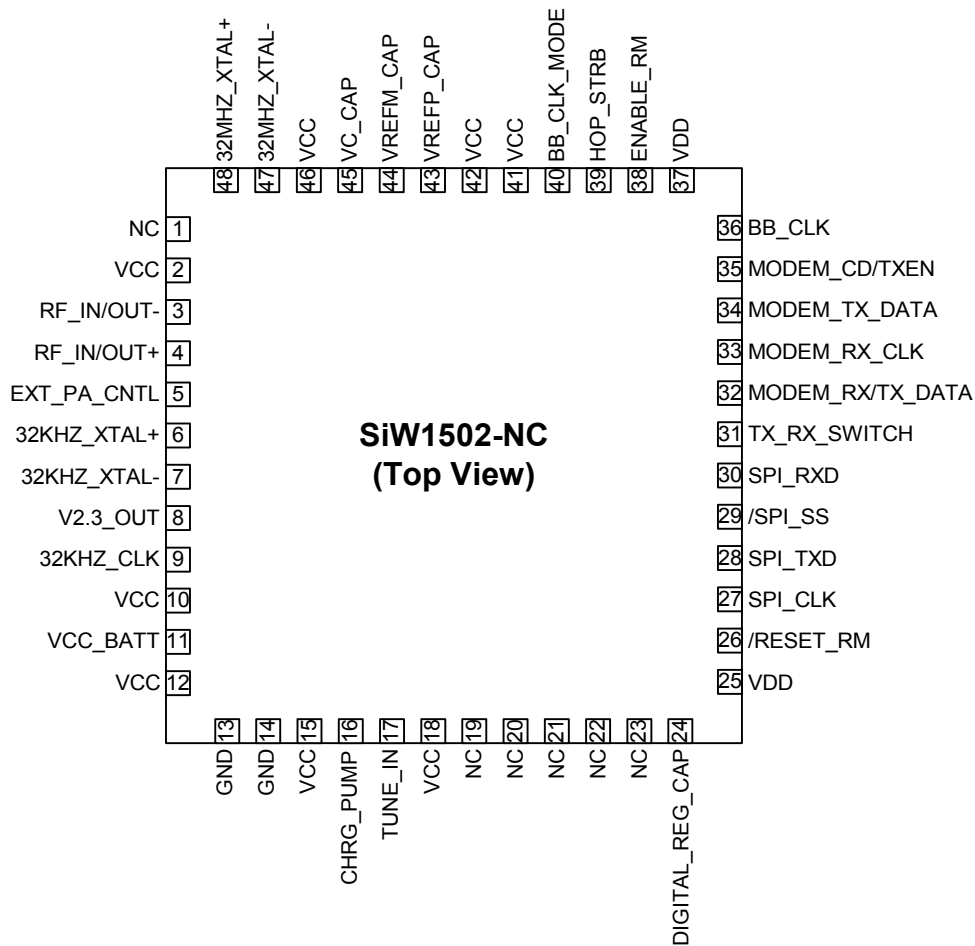 48 32MHZ_XTAL+
47 32MHZ_XTAL-
46 VCC
45 VC_CAP
44 VREFM_CAP
43 VREFP_CAP
42 VCC
41 VCC
40 BB_CLK_MODE
39 HOP_STRB
38 ENABLE_RM
37 VDD
NC 1
VCC 2
RF_IN/OUT- 3
RF_IN/OUT+ 4
EXT_PA_CNTL 5
32KHZ_XTAL+ 6
32KHZ_XTAL- 7
V2.3_OUT 8
32KHZ_CLK 9
VCC 10
VCC_BATT 11
VCC 12
SiW1502-NC
(Top View)
36 BB_CLK
35 MODEM_CD/TXEN
34 MODEM_TX_DATA
33 MODEM_RX_CLK
32 MODEM_RX/TX_DATA
31 TX_RX_SWITCH
30 SPI_RXD
29 /SPI_SS
28 SPI_TXD
27 SPI_CLK
26 /RESET_RM
25 VDD
GND 13
GND 14
VCC 15
CHRG_PUMP 16
TUNE_IN 17
VCC 18
NC 19
NC 20
NC 21
NC 22
NC 23
DIGITAL_REG_CAP 24